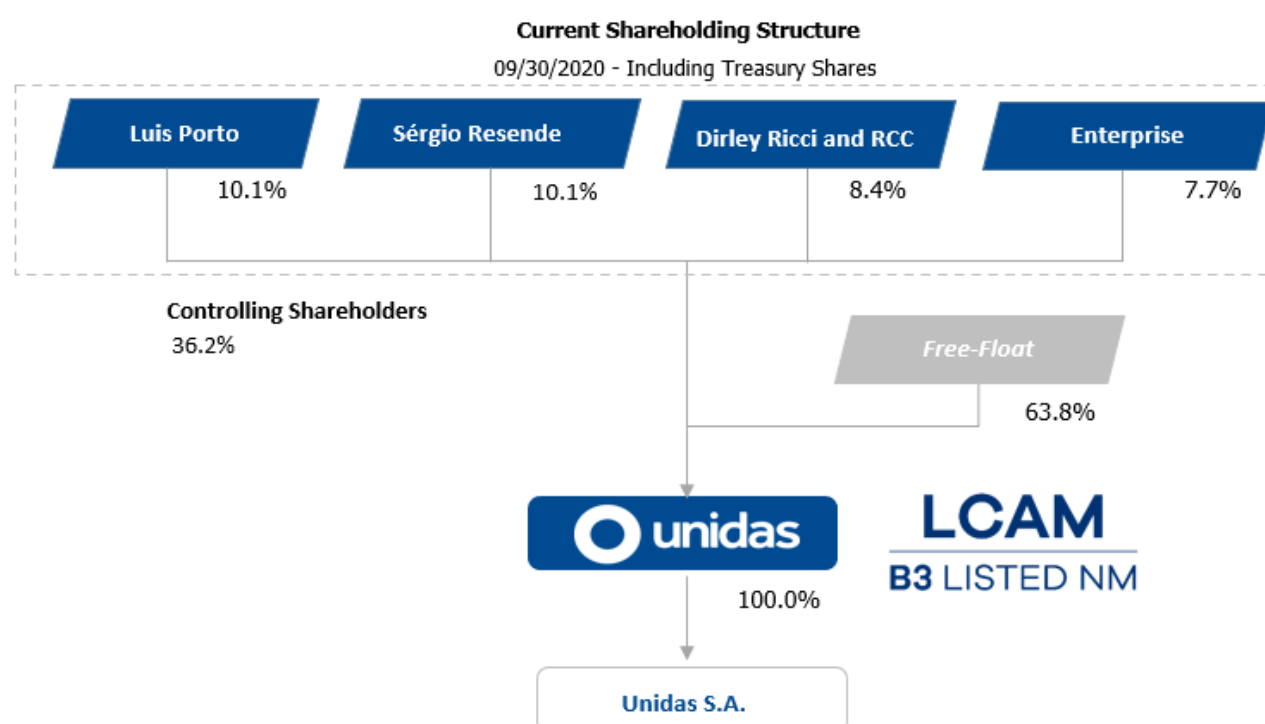 Current Shareholding Structure
09/30/2020 - Including Treasury Shares
Luis Porto
Sérgio Resende
Dirley Ricci and RCC
Enterprise
10.1%
10.1%
8.4%
7.7%
Controlling Shareholders
36.2%
Free-Float
63.8%
unidas
LCAM
B3 LISTED NM
100.0%
Unidas S.A.